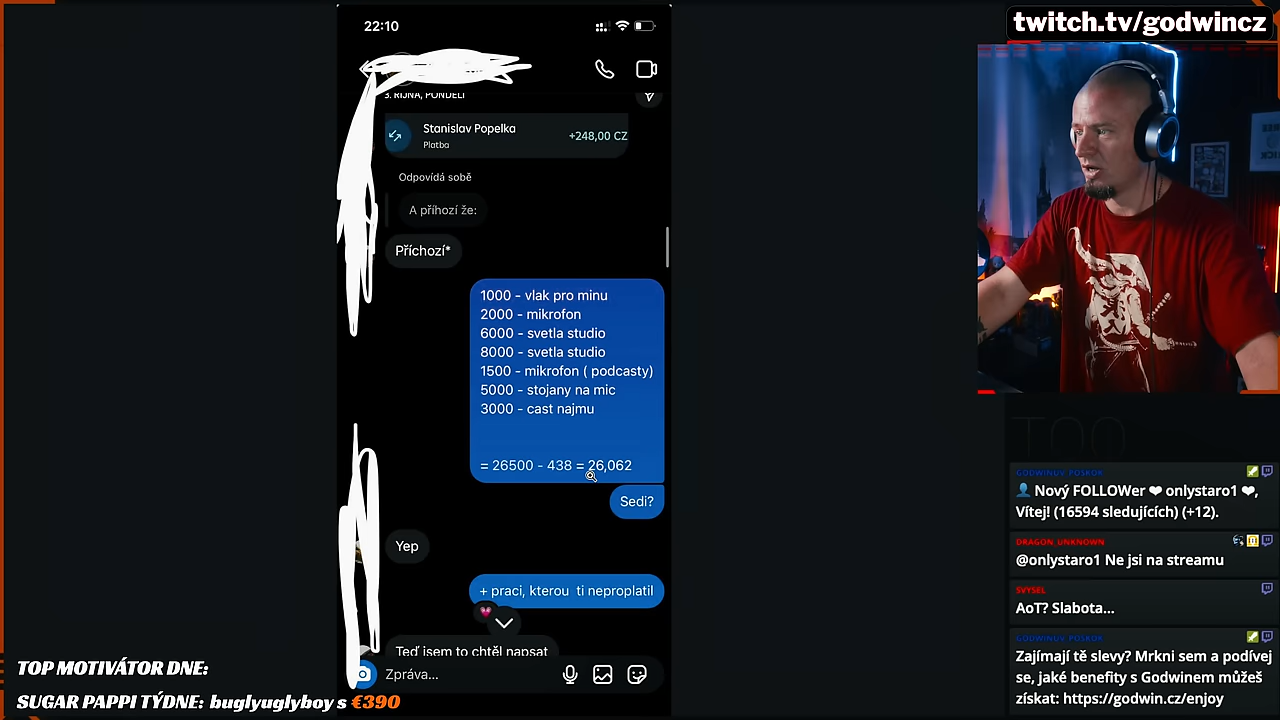 twitch.tv/godwincz
22:10
3. ŘÍJNA, PONDĚLÍ
Stanislav Popelka
Platba
+248,00 CZ
Odpovídá sobě
A příhozí že:
Příchozí*
1000 - vlak pro minu
2000 - mikrofon
6000 - svetla studio
8000 - svetla studio
1500 - mikrofon ( podcasty)
5000 - stojany na mic
3000 - cast najmu
= 26500 - 438 = 26,062
Sedi?
Yep
+ praci, kterou ti neproplatil
Teď jsem to chtěl napsat
Zpráva...
GODWINUV POSKOK
👤 Nový FOLLOWer ❤ onlystaro1 ❤,
Vítej! (16594 sledujících) (+12).
DRAGON_UNKNOWN
@onlystaro1 Ne jsi na streamu
SVYSEL
AoT? Slabota...
GODWINUV POSKOK
Zajímají tě slevy? Mrkni sem a podívej
se, jaké benefity s Godwinem můžeš
získat: https://godwin.cz/enjoy
TOP MOTIVÁTOR DNE:
SUGAR PAPPI TÝDNE: buglyuglyboy s €390